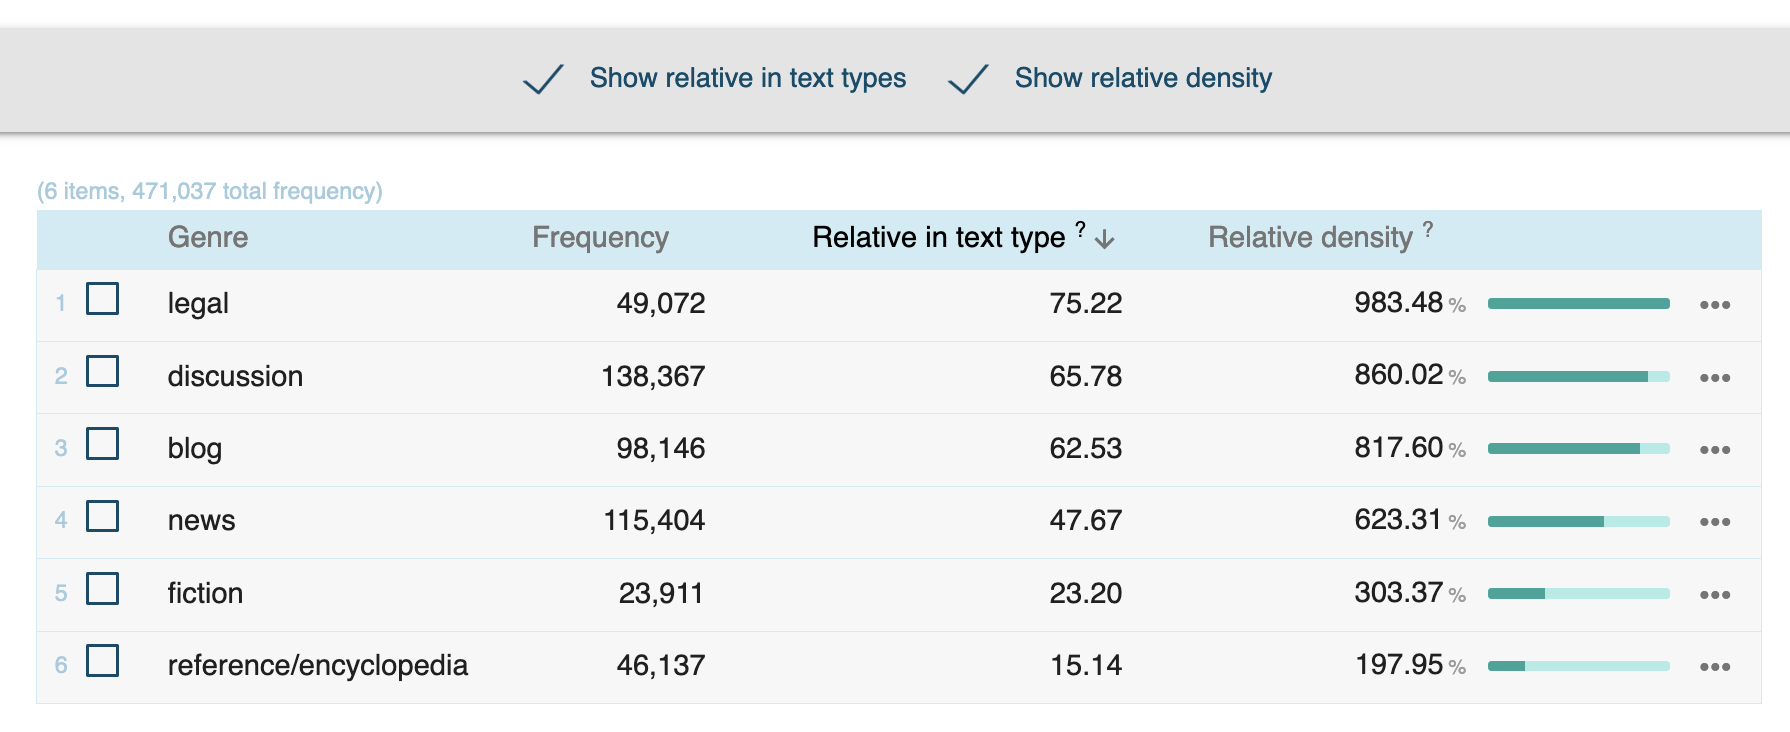 Show relative in text types Show relative density
(6 items, 471,037 total frequency)
Genre Frequency Relative in text type ? ↓ Relative density ?
1 legal 49,072 75.22 983.48 % •••
2 discussion 138,367 65.78 860.02 % •••
3 blog 98,146 62.53 817.60 % •••
4 news 115,404 47.67 623.31 % •••
5 fiction 23,911 23.20 303.37 % •••
6 reference/encyclopedia 46,137 15.14 197.95 % •••